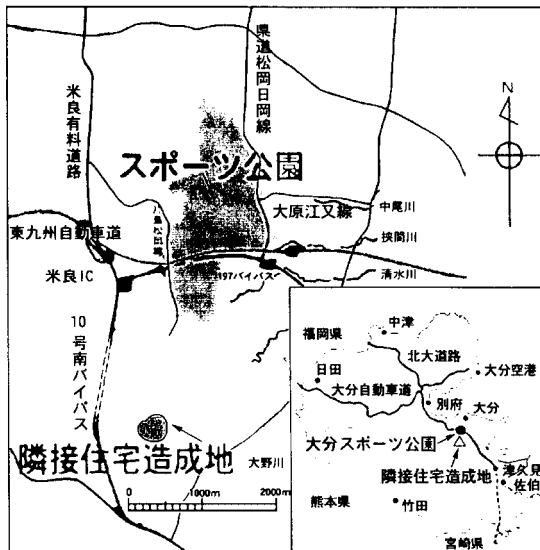 県道松岡日岡線
米良有料道路
N
スポーツ公園
大原江又線
中尾川
東九州自動車道
挟間川
米良IC
197バイパス
清水川
10号南バイパス
隣接住宅造成地
大野川
0
1000m
2000m
福岡県
中津
北大道路
日田
大分空港
大分自動車道
別府
大分
大分スポーツ公園
隣接住宅造成地
津久見
佐伯
熊本県
竹田
宮崎県